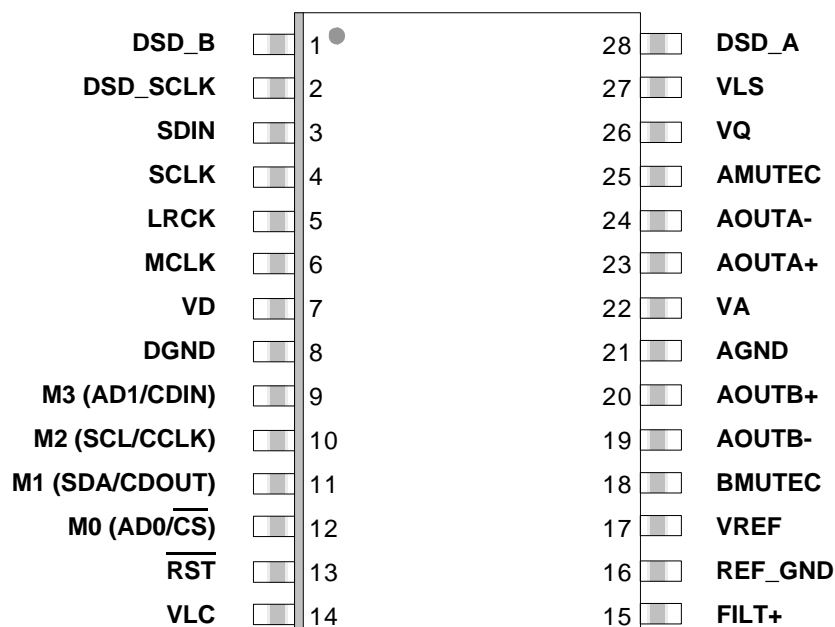 DSD_B 1 28 DSD_A
DSD_SCLK 2 27 VLS
SDIN 3 26 VQ
SCLK 4 25 AMUTEC
LRCK 5 24 AOUTA-
MCLK 6 23 AOUTA+
VD 7 22 VA
DGND 8 21 AGND
M3 (AD1/CDIN) 9 20 AOUTB+
M2 (SCL/CCLK) 10 19 AOUTB-
M1 (SDA/CDOUT) 11 18 BMUTEC
M0 (AD0/C̅S̅) 12 17 VREF
R̅S̅T̅ 13 16 REF_GND
VLC 14 15 FILT+